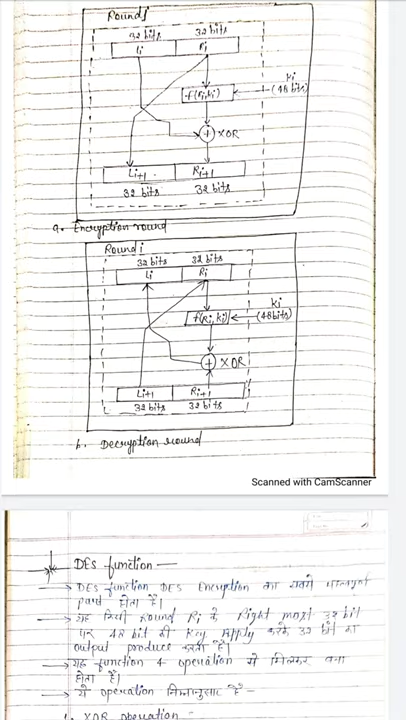 Round i
32 bits 32 bits
Li Ri
Ki
f(Ri, Ki) (48 bits)
+ XOR
Li+1 Ri+1
32 bits 32 bits
a. Encryption round
Round i
32 bits 32 bits
Li Ri
Ki
f(Ri, Ki) (48 bits)
+ XOR
Li+1 Ri+1
32 bits 32 bits
b. Decryption round
Scanned with CamScanner
DES function —
→ DES function DES Encryption का सबसे
part होता है।
→ यह किसी round Ri के Right most 32 bit
पर 48 bit की Key Apply करके 32 bit का
output produce करता है।
→ यह function 4 operation से मिलकर बना
होता है।
→ ये operation निम्नानुसार है -
1. XOR operation -